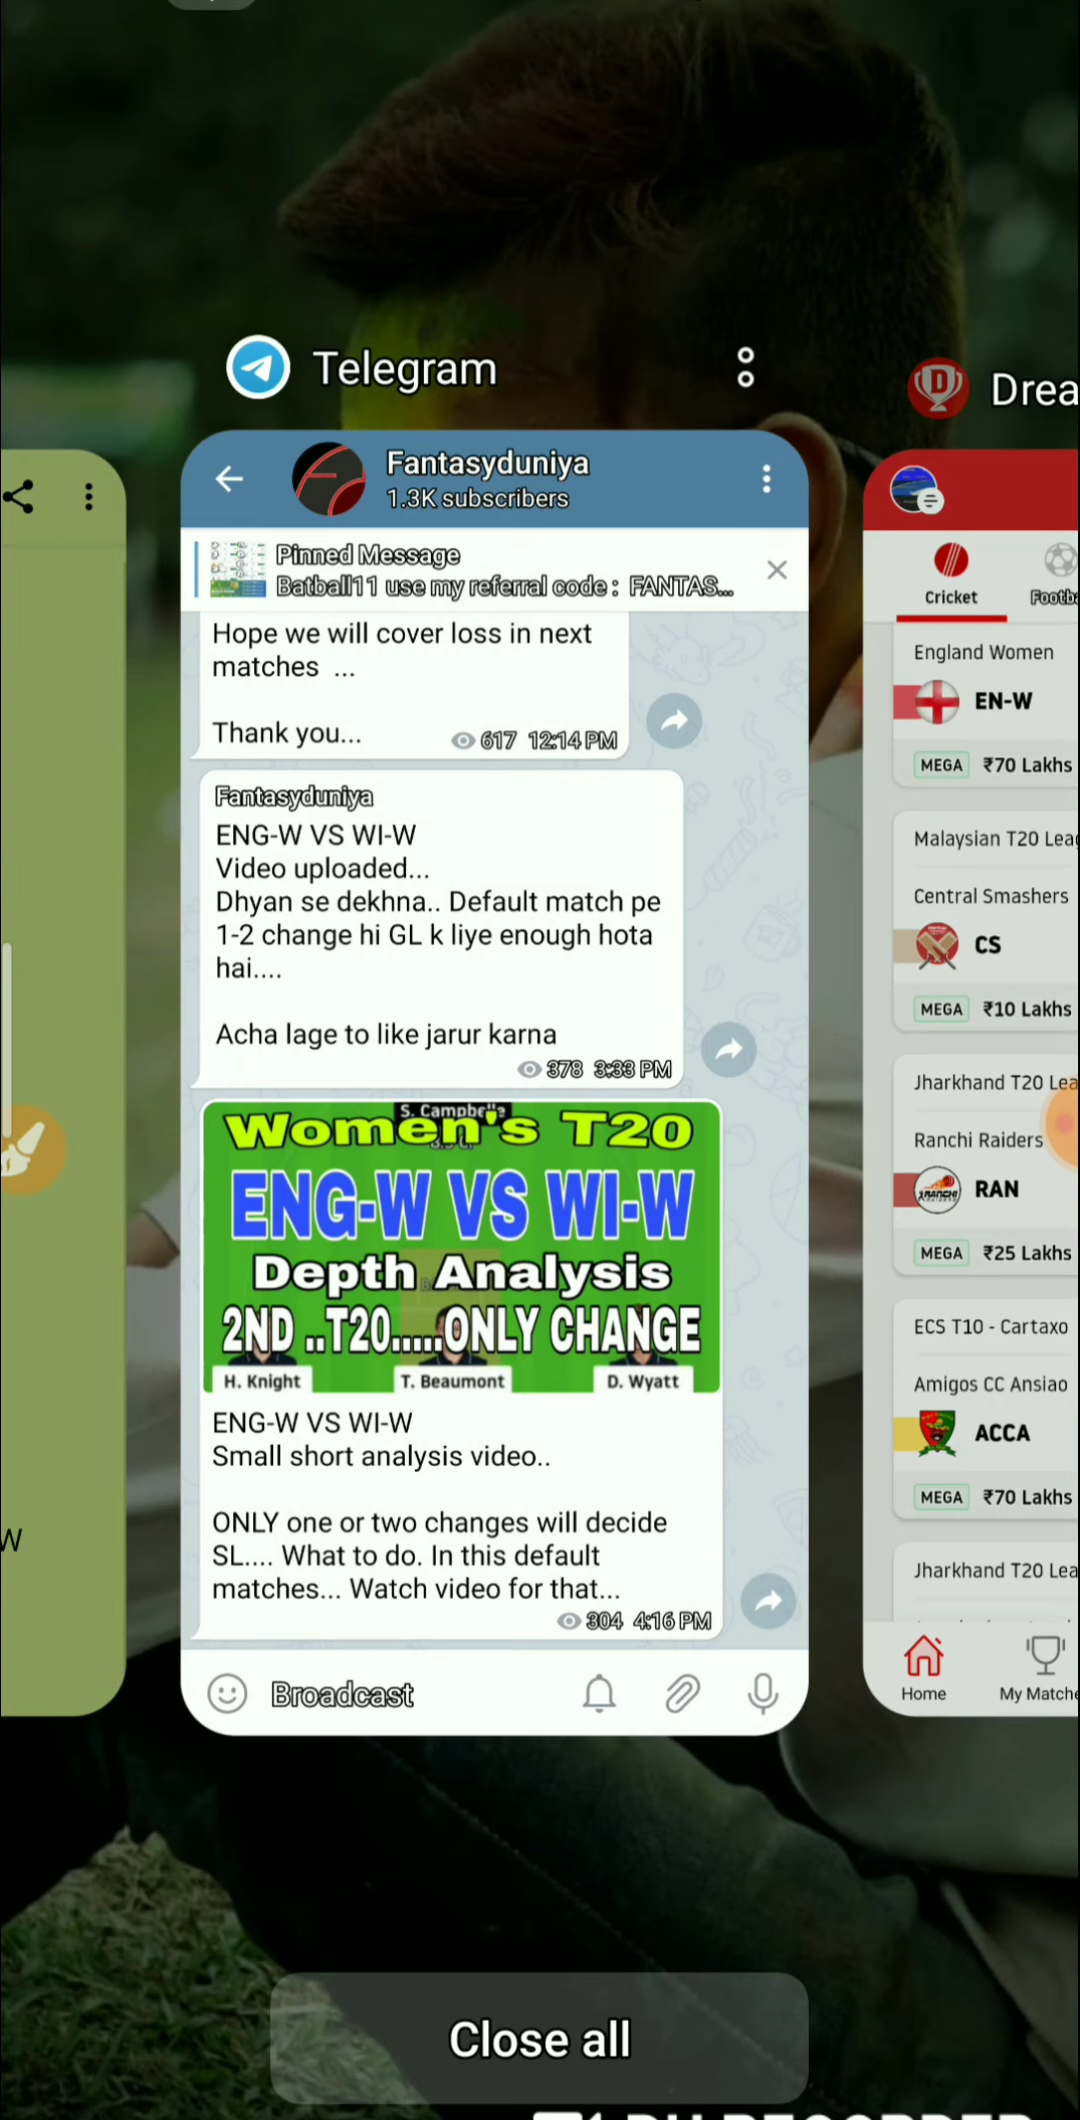 Telegram
Fantasyduniya
1.3K subscribers
Pinned Message
Batball11 use my referral code : FANTAS...
Hope we will cover loss in next
matches ...
Thank you...
617 12:14 PM
Fantasyduniya
ENG-W VS WI-W
Video uploaded...
Dhyan se dekhna.. Default match pe
1-2 change hi GL k liye enough hota
hai....
Acha lage to like jarur karna
378 3:33 PM
S. Campbelle
Women's T20
ENG-W VS WI-W
Depth Analysis
2ND ..T20.....ONLY CHANGE
H. Knight T. Beaumont D. Wyatt
ENG-W VS WI-W
Small short analysis video..
ONLY one or two changes will decide
SL.... What to do. In this default
matches... Watch video for that...
304 4:16 PM
Broadcast
W
Drea
Cricket Footba
England Women
EN-W
MEGA ₹70 Lakhs
Malaysian T20 Leag
Central Smashers
CS
MEGA ₹10 Lakhs
Jharkhand T20 Lea
Ranchi Raiders
RANCHI
RAN
MEGA ₹25 Lakhs
ECS T10 - Cartaxo
Amigos CC Ansiao
ACCA
MEGA ₹70 Lakhs
Jharkhand T20 Lea
Home My Matche
Close all